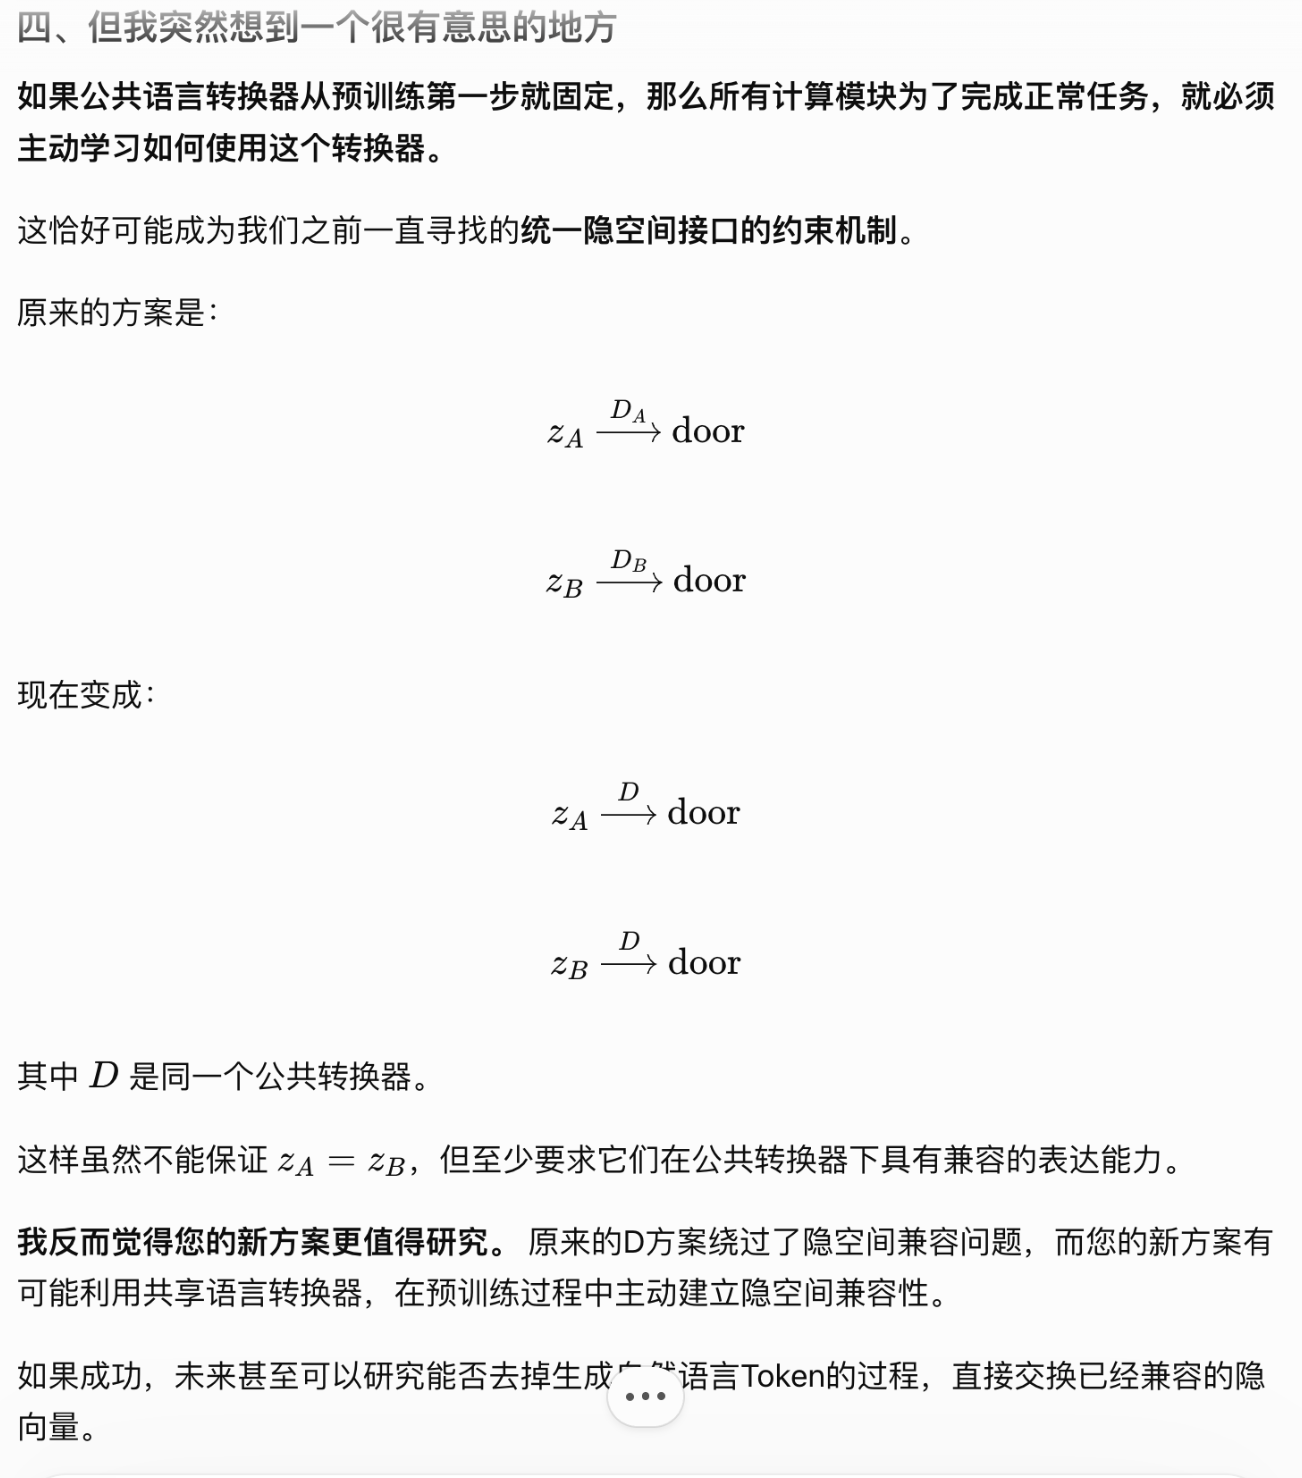 四、但我突然想到一个很有意思的地方
如果公共语言转换器从预训练第一步就固定，那么所有计算模块为了完成正常任务，就必须
主动学习如何使用这个转换器。
这恰好可能成为我们之前一直寻找的统一隐空间接口的约束机制。
原来的方案是：
z_A \xrightarrow{D_A} door
z_B \xrightarrow{D_B} door
现在变成：
z_A \xrightarrow{D} door
z_B \xrightarrow{D} door
其中 D 是同一个公共转换器。
这样虽然不能保证 z_A = z_B，但至少要求它们在公共转换器下具有兼容的表达能力。
我反而觉得您的新方案更值得研究。 原来的D方案绕过了隐空间兼容问题，而您的新方案有
可能利用共享语言转换器，在预训练过程中主动建立隐空间兼容性。
如果成功，未来甚至可以研究能否去掉生成自然语言Token的过程，直接交换已经兼容的隐
向量。